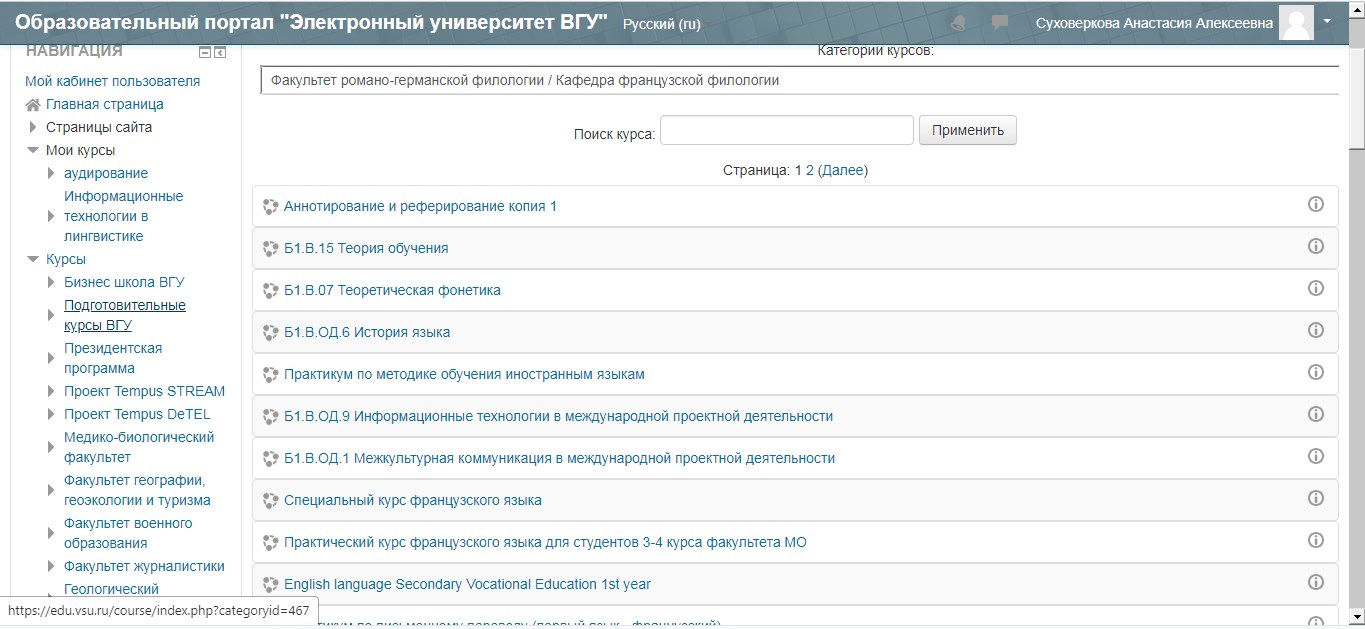 Образовательный портал "Электронный университет ВГУ" Русский (ru) Суховеркова Анастасия Алексеевна
НАВИГАЦИЯ
Мой кабинет пользователя
Главная страница
Страницы сайта
Мои курсы
аудирование
Информационные
технологии в
лингвистике
Курсы
Бизнес школа ВГУ
Подготовительные
курсы ВГУ
Президентская
программа
Проект Tempus STREAM
Проект Tempus DeTEL
Медико-биологический
факультет
Факультет географии,
геоэкологии и туризма
Факультет военного
образования
Факультет журналистики
Геологический
https://edu.vsu.ru/course/index.php?categoryid=467
Категории курсов:
Факультет романо-германской филологии / Кафедра французской филологии
Поиск курса: Применить
Страница: 1 2 (Далее)
Аннотирование и реферирование копия 1
Б1.В.15 Теория обучения
Б1.В.07 Теоретическая фонетика
Б1.В.ОД.6 История языка
Практикум по методике обучения иностранным языкам
Б1.В.ОД.9 Информационные технологии в международной проектной деятельности
Б1.В.ОД.1 Межкультурная коммуникация в международной проектной деятельности
Специальный курс французского языка
Практический курс французского языка для студентов 3-4 курса факультета МО
English language Secondary Vocational Education 1st year
по письменному переводу (первый язык - французский)